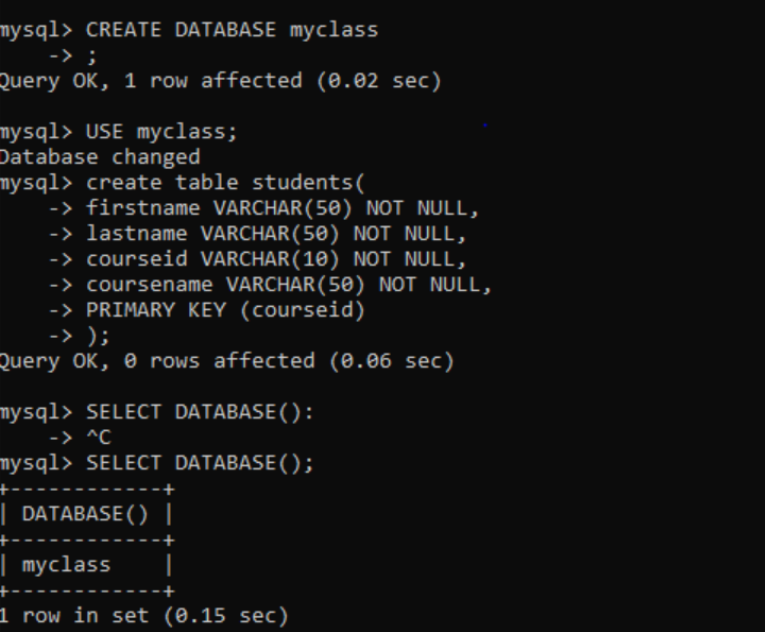 mysql> CREATE DATABASE myclass
    -> ;
Query OK, 1 row affected (0.02 sec)
mysql> USE myclass;
Database changed
mysql> create table students(
    -> firstname VARCHAR(50) NOT NULL,
    -> lastname VARCHAR(50) NOT NULL,
    -> courseid VARCHAR(10) NOT NULL,
    -> coursename VARCHAR(50) NOT NULL,
    -> PRIMARY KEY (courseid)
    -> );
Query OK, 0 rows affected (0.06 sec)
mysql> SELECT DATABASE():
    -> ^C
mysql> SELECT DATABASE();
+------------+
| DATABASE() |
+------------+
| myclass    |
+------------+
1 row in set (0.15 sec)